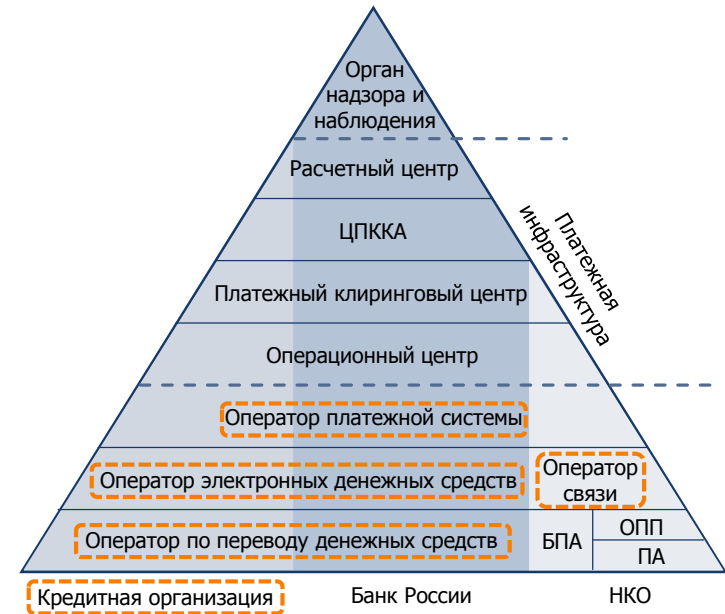 Орган
надзора и
наблюдения
Расчетный центр
ЦПККА
Платежная
инфраструктура
Платежный клиринговый центр
Операционный центр
Оператор платежной системы
Оператор электронных денежных средств
Оператор
связи
Оператор по переводу денежных средств
БПА
ОПП
ПА
Кредитная организация
Банк России
НКО